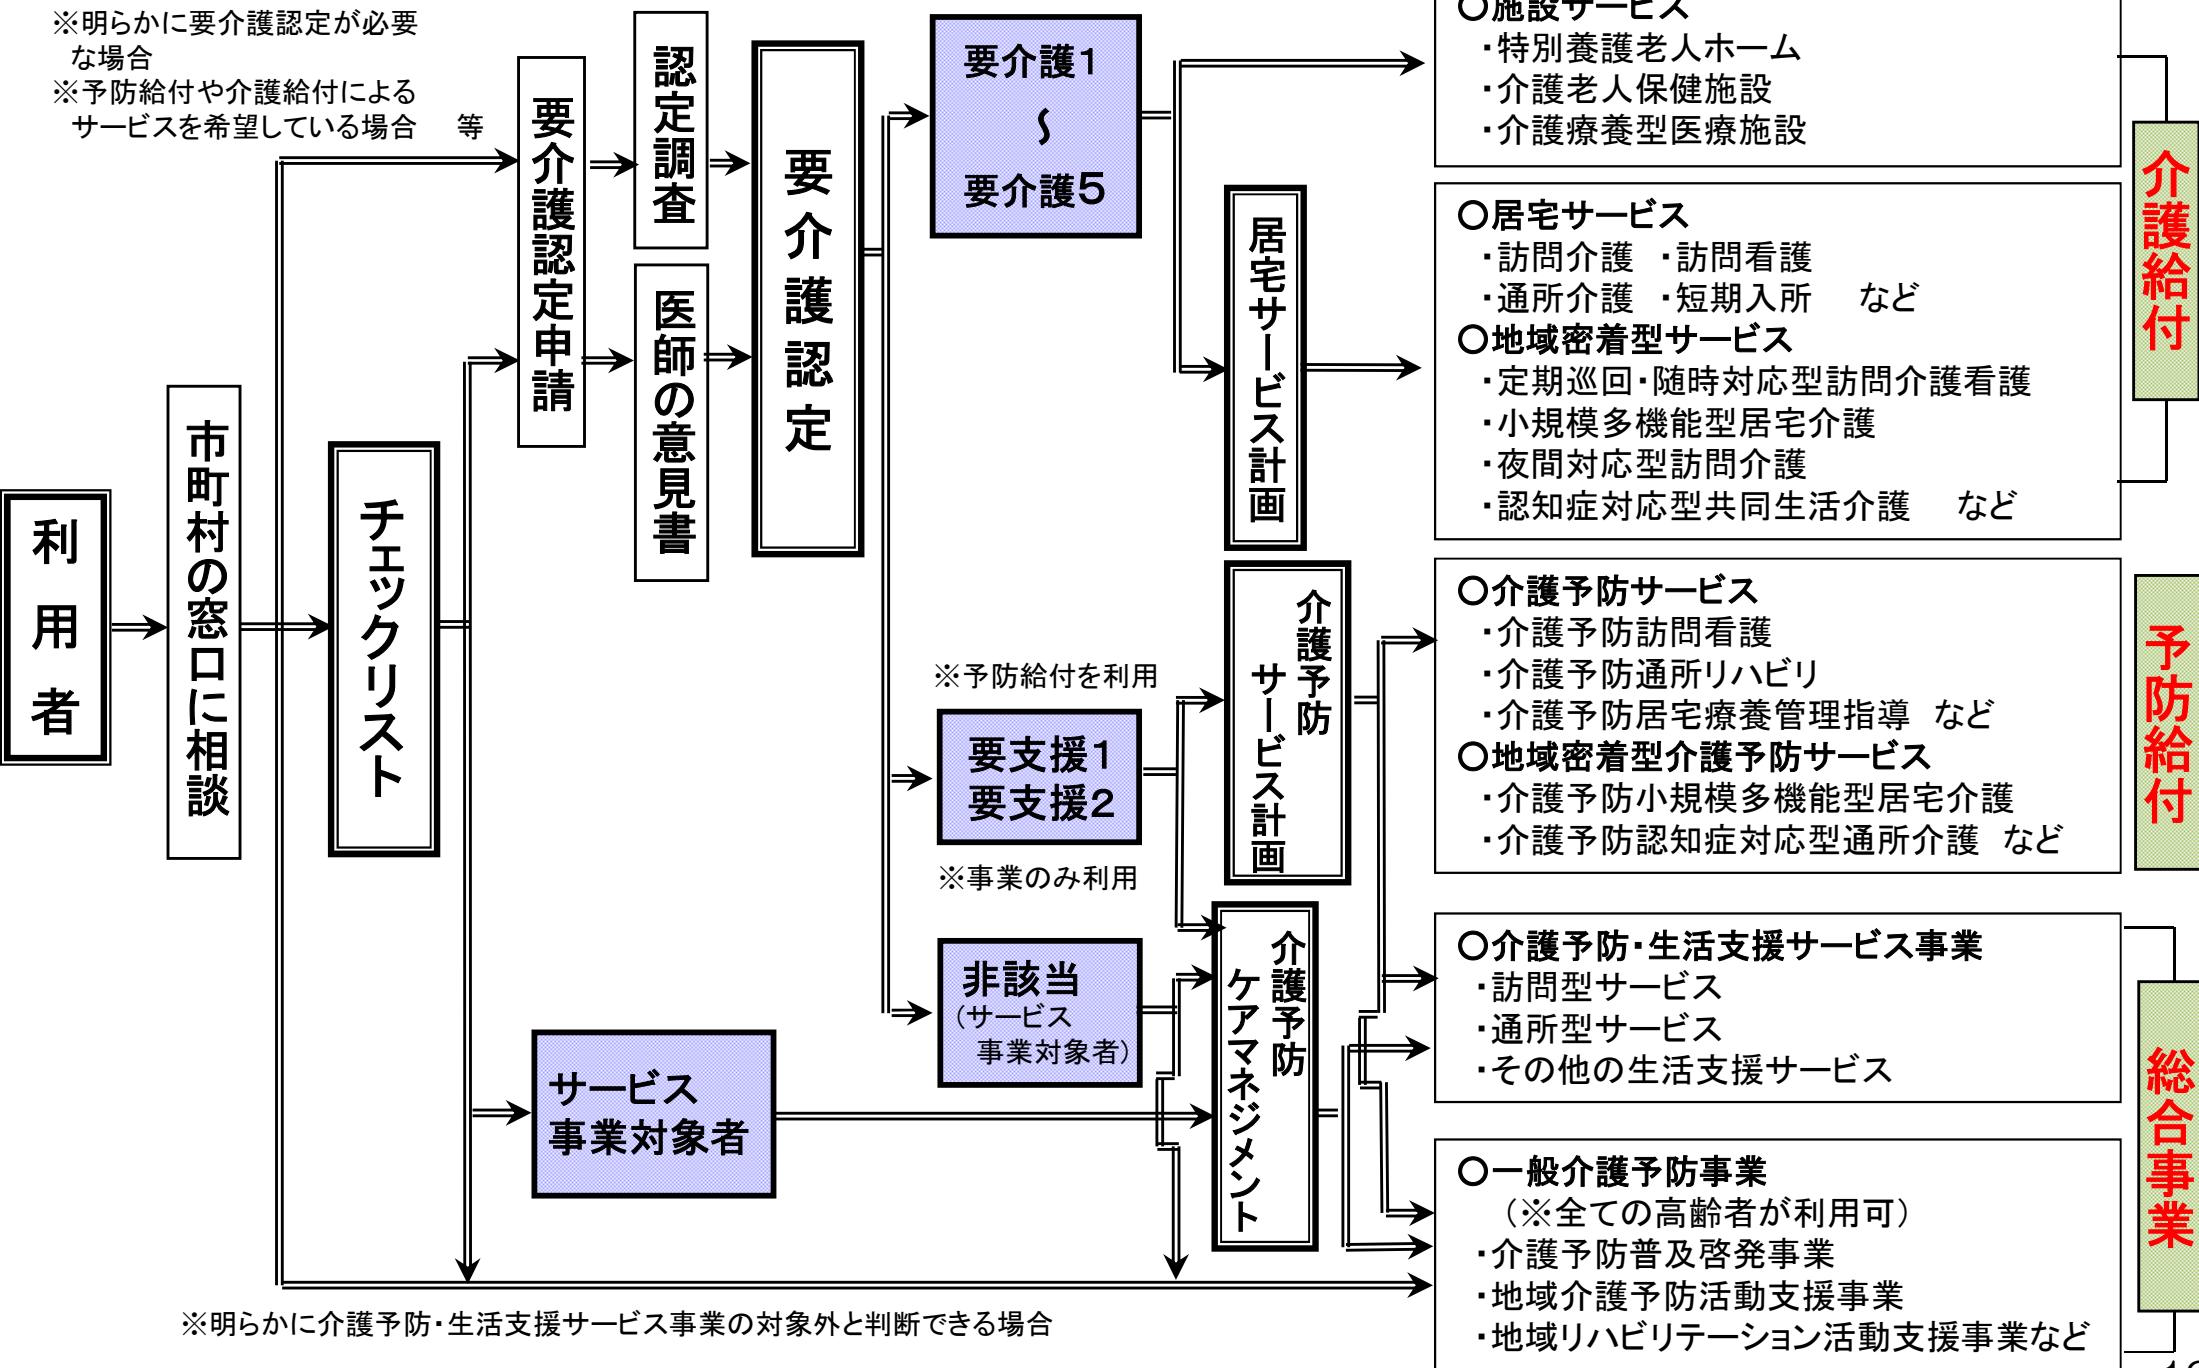 ※明らかに要介護認定が必要
な場合
※予防給付や介護給付による
サービスを希望している場合　等
利用者
市町村の窓口に相談
チェックリスト
要介護認定申請
認定調査
医師の意見書
要介護認定
要介護1
～
要介護5
※予防給付を利用
要支援1
要支援2
※事業のみ利用
非該当
(サービス
事業対象者)
サービス
事業対象者
居宅サービス計画
介護予防
サービス計画
介護予防
ケアマネジメント
○施設サービス
・特別養護老人ホーム
・介護老人保健施設
・介護療養型医療施設
○居宅サービス
・訪問介護　・訪問看護
・通所介護　・短期入所　など
○地域密着型サービス
・定期巡回・随時対応型訪問介護看護
・小規模多機能型居宅介護
・夜間対応型訪問介護
・認知症対応型共同生活介護　など
介護給付
○介護予防サービス
・介護予防訪問看護
・介護予防通所リハビリ
・介護予防居宅療養管理指導　など
○地域密着型介護予防サービス
・介護予防小規模多機能型居宅介護
・介護予防認知症対応型通所介護　など
予防給付
○介護予防・生活支援サービス事業
・訪問型サービス
・通所型サービス
・その他の生活支援サービス
○一般介護予防事業
(※全ての高齢者が利用可)
・介護予防普及啓発事業
・地域介護予防活動支援事業
・地域リハビリテーション活動支援事業など
総合事業
※明らかに介護予防・生活支援サービス事業の対象外と判断できる場合